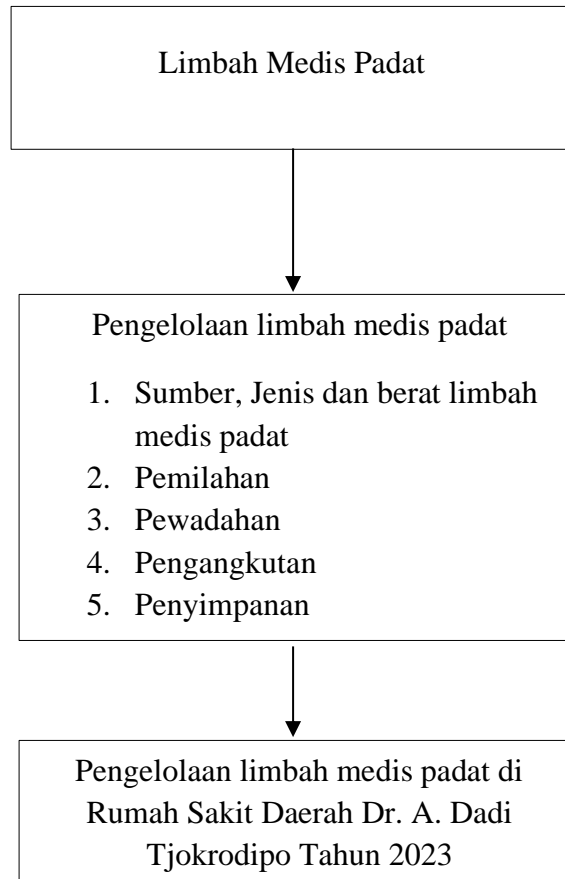 Limbah Medis Padat
Pengelolaan limbah medis padat
1. Sumber, Jenis dan berat limbah
medis padat
2. Pemilahan
3. Pewadahan
4. Pengangkutan
5. Penyimpanan
Pengelolaan limbah medis padat di
Rumah Sakit Daerah Dr. A. Dadi
Tjokrodipo Tahun 2023